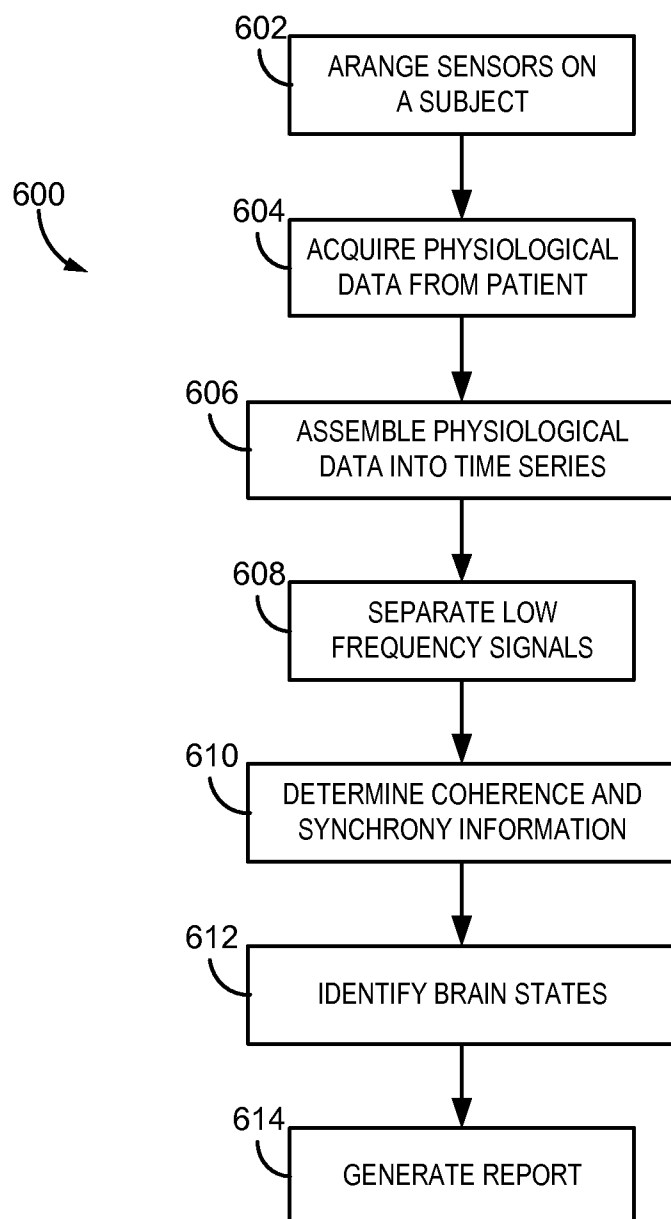 602
ARANGE SENSORS ON
A SUBJECT
600
604
ACQUIRE PHYSIOLOGICAL
DATA FROM PATIENT
606
ASSEMBLE PHYSIOLOGICAL
DATA INTO TIME SERIES
608
SEPARATE LOW
FREQUENCY SIGNALS
610
DETERMINE COHERENCE AND
SYNCHRONY INFORMATION
612
IDENTIFY BRAIN STATES
614
GENERATE REPORT